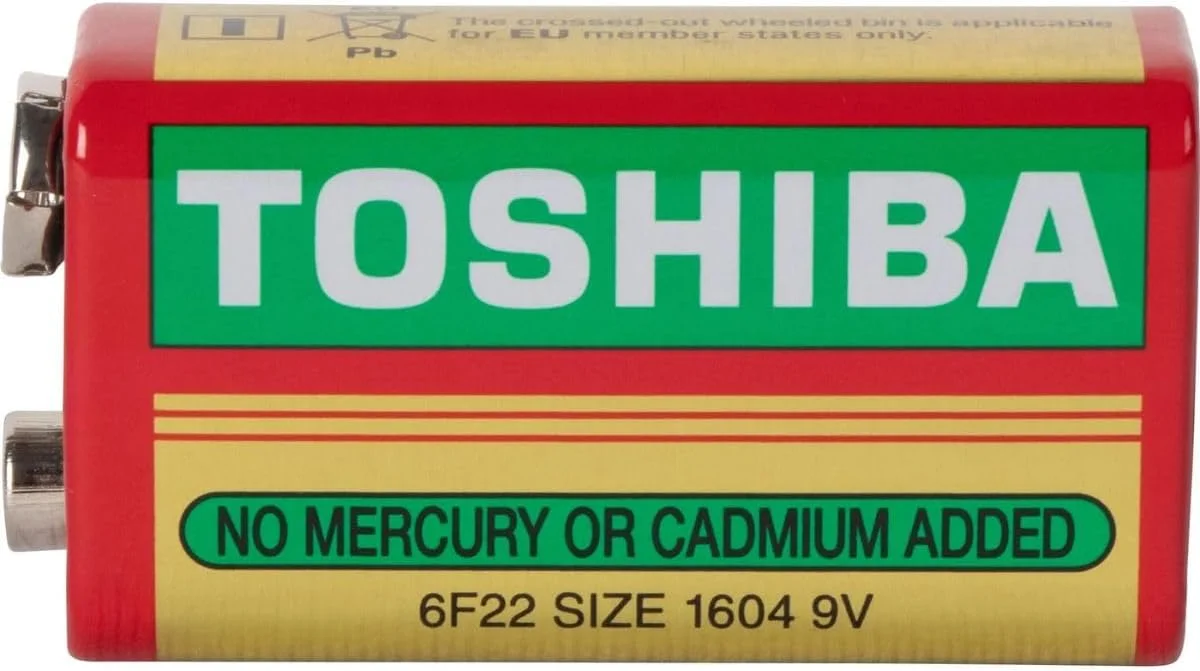 The crossed-out wheeled bin is applicable
for EU member states only.
Pb
TOSHIBA
NO MERCURY OR CADMIUM ADDED
6F22 SIZE 1604 9V